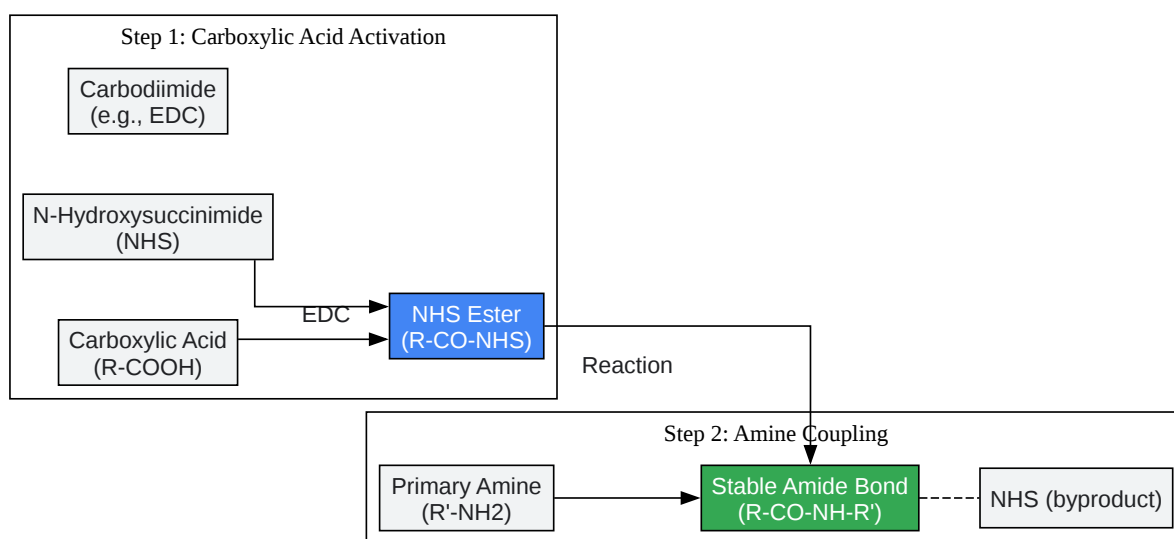 Step 1: Carboxylic Acid Activation
Carbodiimide
(e.g., EDC)
N-Hydroxysuccinimide
(NHS)
EDC
NHS Ester
(R-CO-NHS)
Carboxylic Acid
(R-COOH)
Reaction
Step 2: Amine Coupling
Primary Amine
(R'-NH2)
Stable Amide Bond
(R-CO-NH-R')
NHS (byproduct)